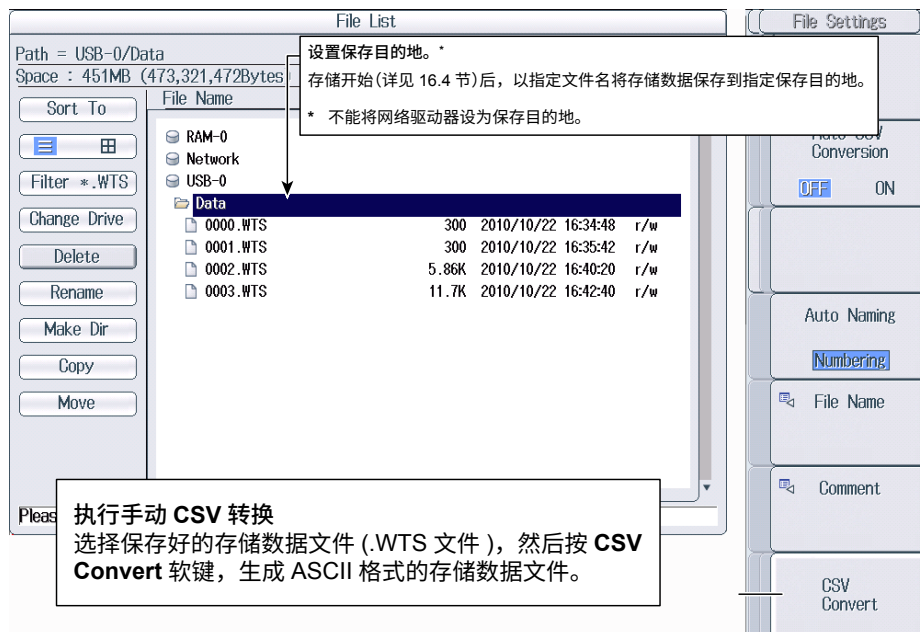 File List
File Settings
Path = USB-0/Data
Space : 451MB (473,321,472Bytes
设置保存目的地。*
存储开始(详见 16.4 节)后，以指定文件名将存储数据保存到指定保存目的地。
* 不能将网络驱动器设为保存目的地。
Sort To
Filter *.WTS
Change Drive
Delete
Rename
Make Dir
Copy
Move
File Name
RAM-0
Network
USB-0
Data
0000.WTS 300 2010/10/22 16:34:48 r/w
0001.WTS 300 2010/10/22 16:35:42 r/w
0002.WTS 5.86K 2010/10/22 16:40:20 r/w
0003.WTS 11.7K 2010/10/22 16:42:40 r/w
Conversion
OFF ON
Auto Naming
Numbering
File Name
Comment
CSV
Convert
执行手动 CSV 转换
选择保存好的存储数据文件 (.WTS 文件 )，然后按 CSV
Convert 软键，生成 ASCII 格式的存储数据文件。